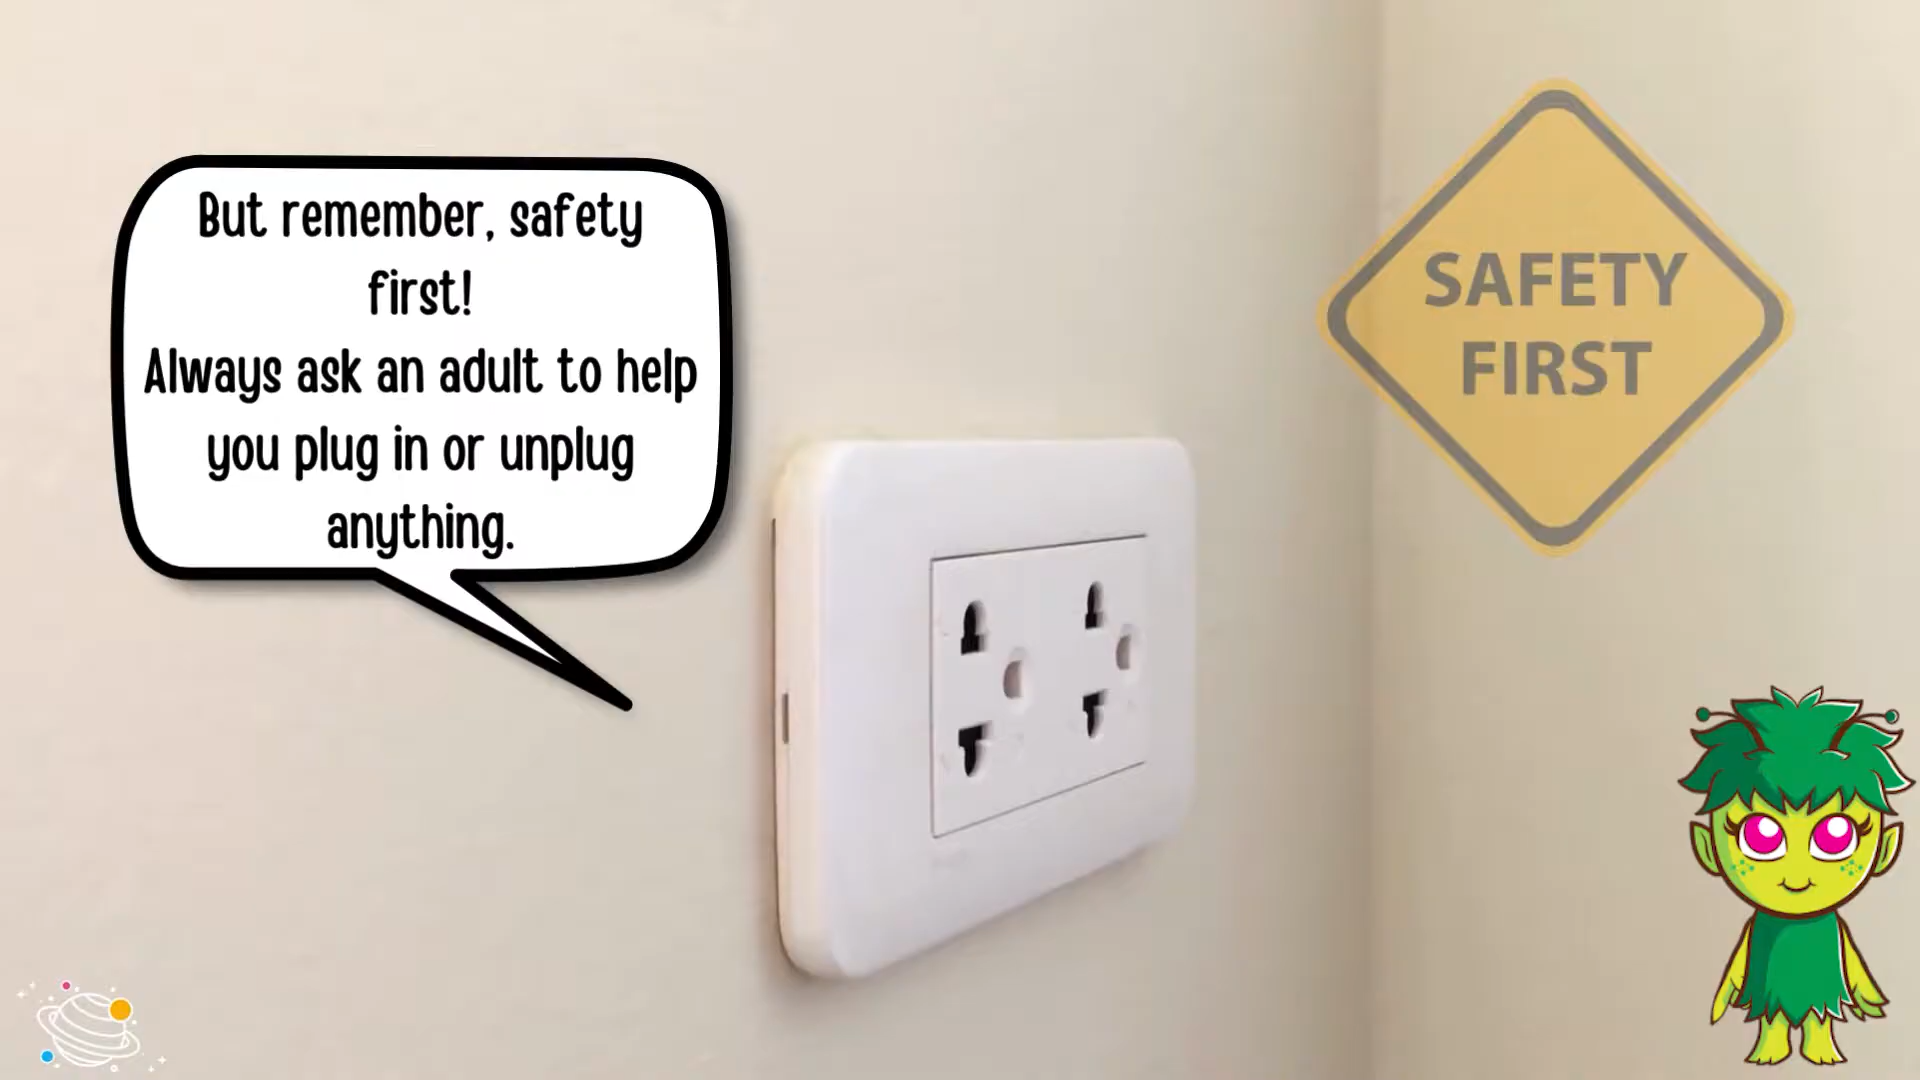 But remember, safety
first!
Always ask an adult to help
you plug in or unplug
anything.
SAFETY
FIRST